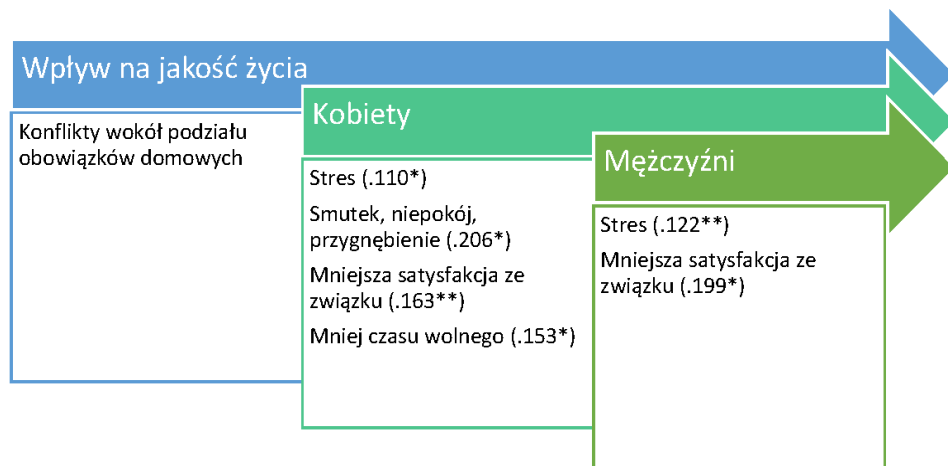 Wpływ na jakość życia
Konflikty wokół podziału
obowiązków domowych
Kobiety
Stres (.110*)
Smutek, niepokój,
przygnębienie (.206*)
Mniejsza satysfakcja ze
związku (.163**)
Mniej czasu wolnego (.153*)
Mężczyźni
Stres (.122**)
Mniejsza satysfakcja ze
związku (.199*)